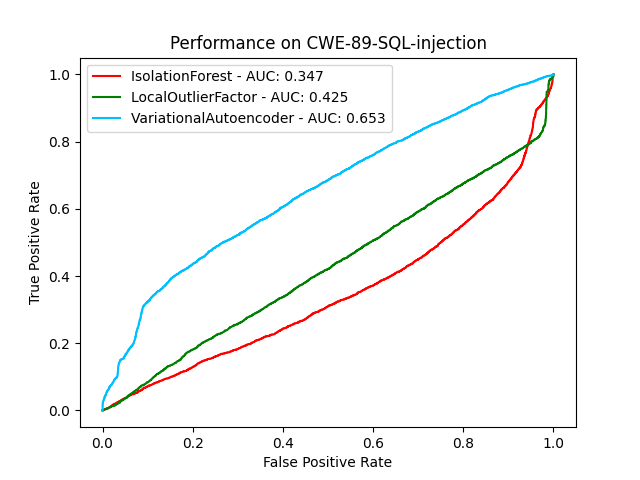 Performance on CWE-89-SQL-injection
IsolationForest - AUC: 0.347
LocalOutlierFactor - AUC: 0.425
VariationalAutoencoder - AUC: 0.653
True Positive Rate
1.0
0.8
0.6
0.4
0.2
0.0
0.0 0.2 0.4 0.6 0.8 1.0
False Positive Rate